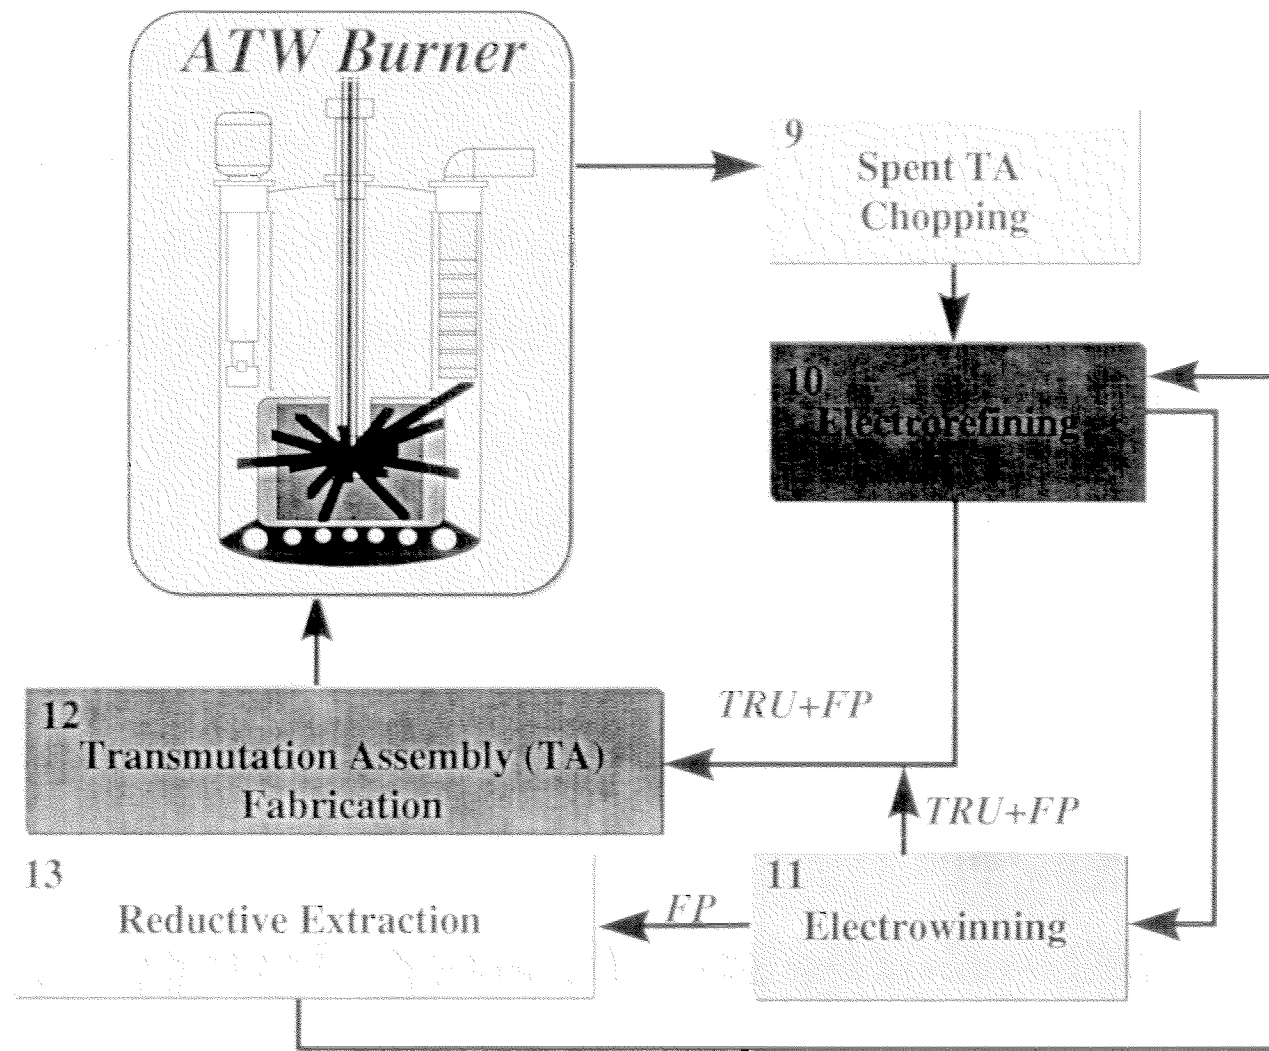 ATW Burner
9
Spent TA
Chopping
10
Electrorefining
12
Transmutation Assembly (TA)
Fabrication
TRU+FP
TRU+FP
13
Reductive Extraction
FP
11
Electrowinning